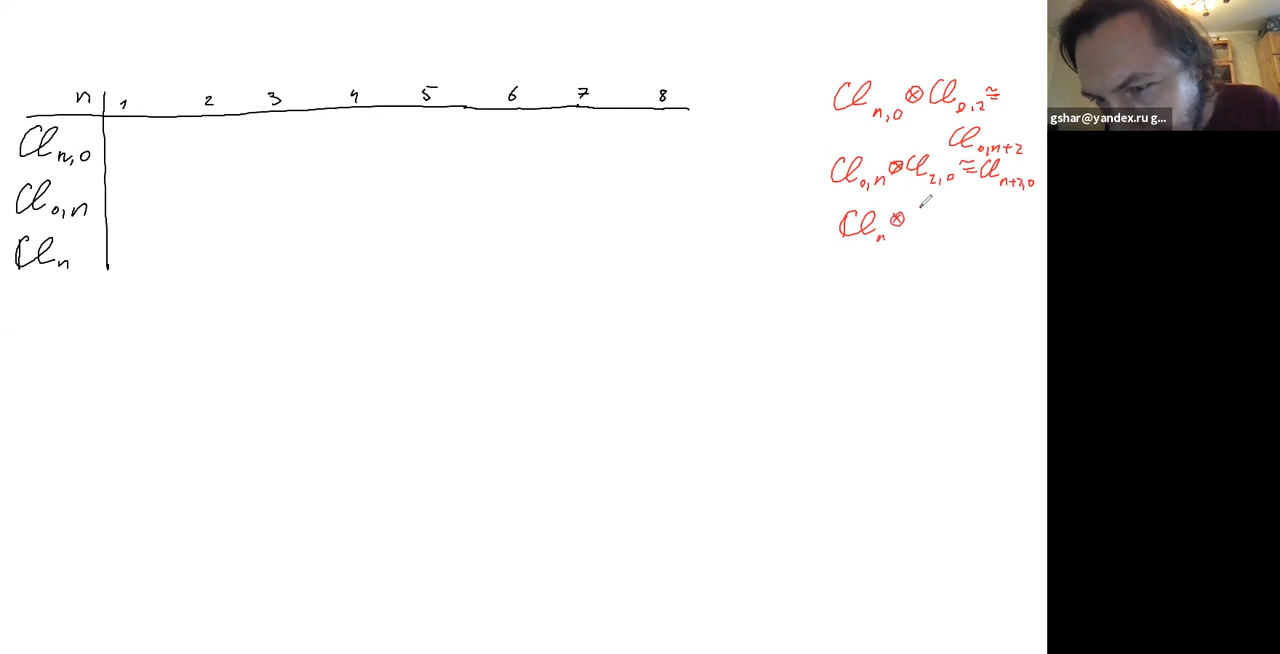 n 1 2 3 4 5 6 7 8
Cl_{n,0}
Cl_{0,n}
ℂl_n
Cl_{n,0} ⊗ Cl_{0,2} ≅
Cl_{0,n+2}
Cl_{0,n} ⊗ Cl_{2,0} ≅ Cl_{n+2,0}
ℂl_n ⊗
gshar@yandex.ru g...